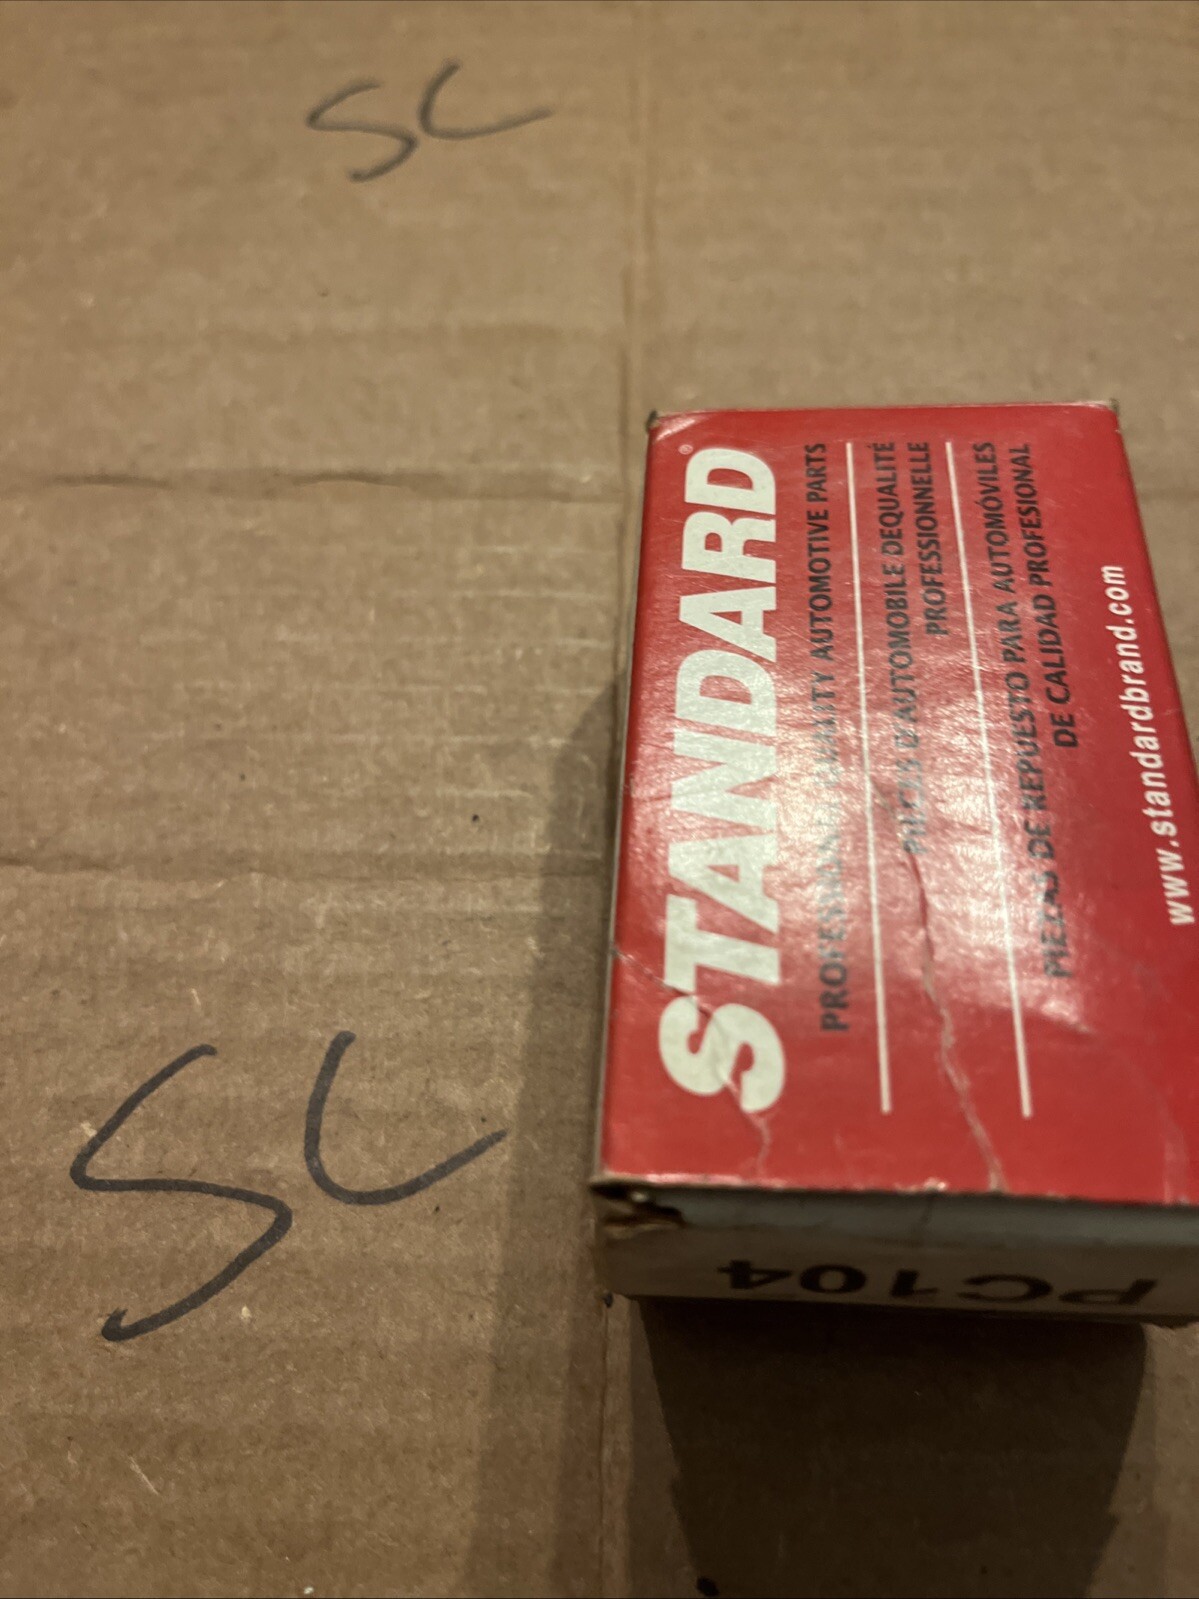 SC
STANDARD®
PROFESSIONAL QUALITY AUTOMOTIVE PARTS
PIÈCES D'AUTOMOBILE DEQUALITÉ
PROFESSIONNELLE
PIEZAS DE REPUESTO PARA AUTOMÓVILES
DE CALIDAD PROFESIONAL
www.standardbrand.com
SC
PC104